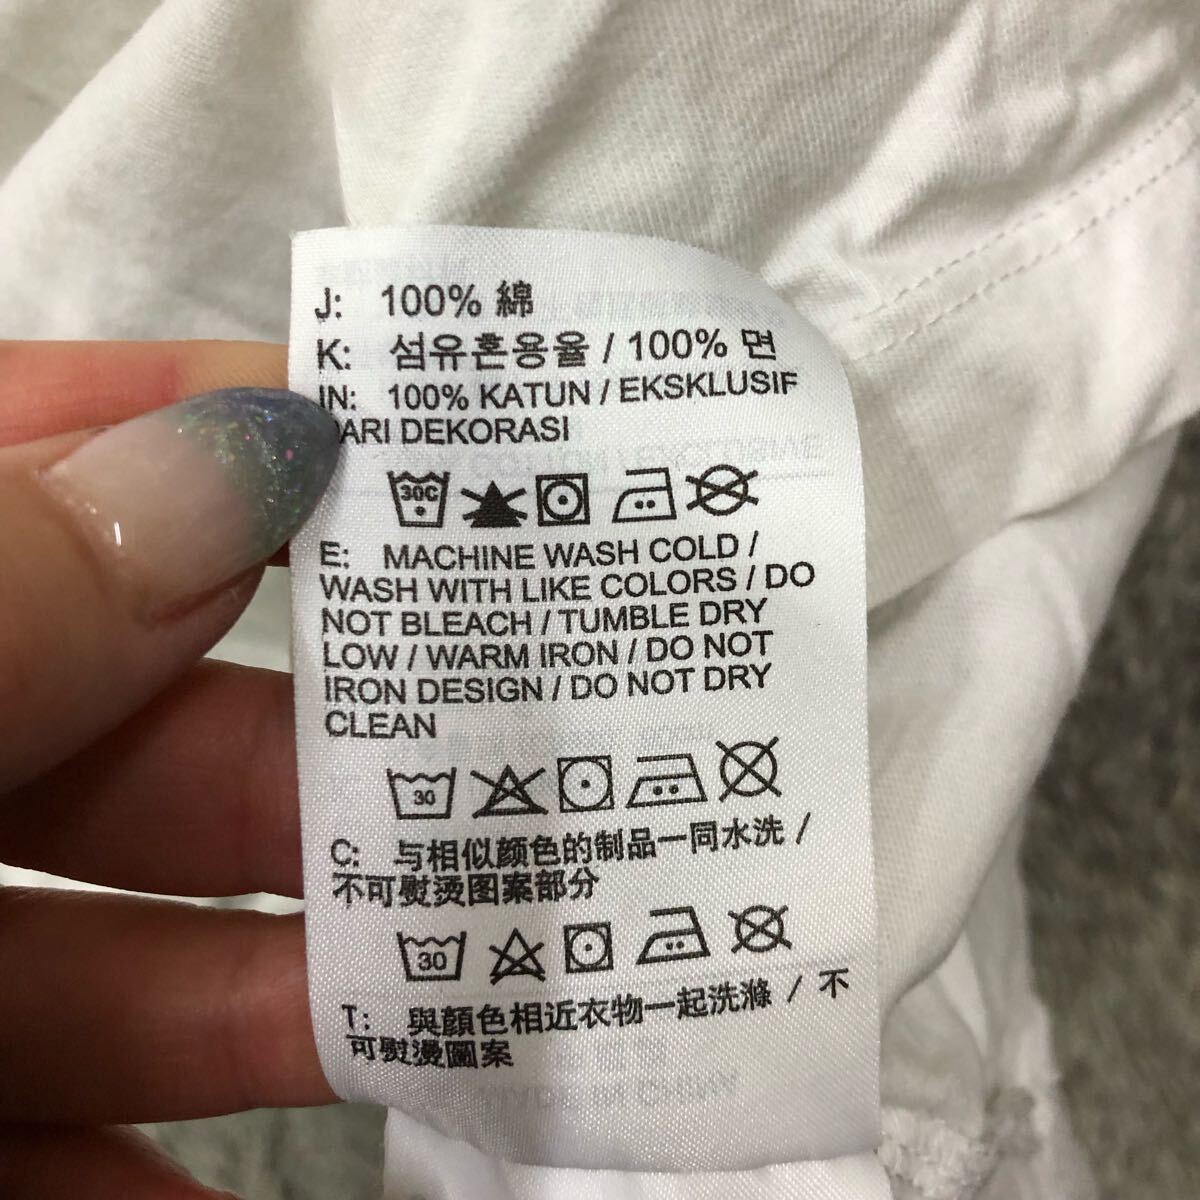 J: 100% 綿
K: 섬유혼용율 / 100% 면
IN: 100% KATUN / EKSKLUSIF
DARI DEKORASI
30C
E: MACHINE WASH COLD /
WASH WITH LIKE COLORS / DO
NOT BLEACH / TUMBLE DRY
LOW / WARM IRON / DO NOT
IRON DESIGN / DO NOT DRY
CLEAN
30
C: 与相似颜色的制品一同水洗 /
不可熨烫图案部分
30
T: 與顏色相近衣物一起洗滌 / 不
可熨燙圖案